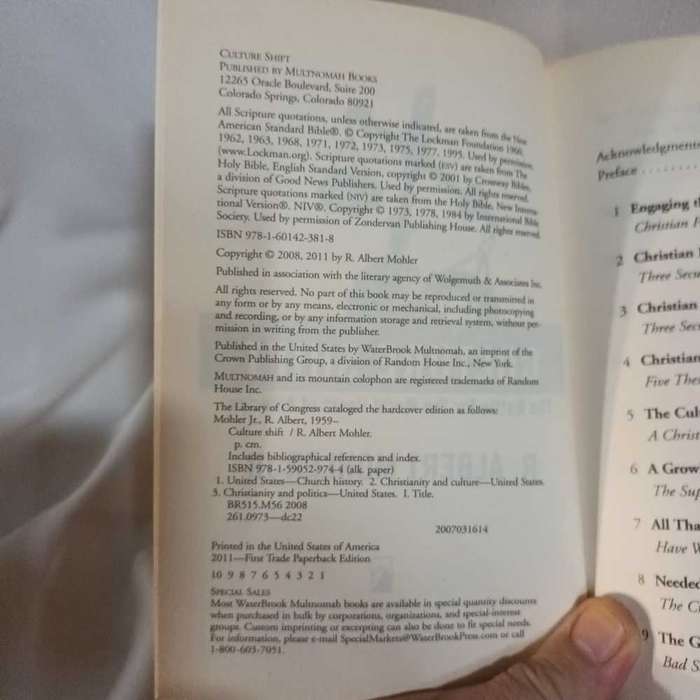 CULTURE SHIFT
PUBLISHED BY MULTNOMAH BOOKS
12265 Oracle Boulevard, Suite 200
Colorado Springs, Colorado 80921
All Scripture quotations, unless otherwise indicated, are taken from the New
American Standard Bible®. © Copyright The Lockman Foundation 1960,
1962, 1963, 1968, 1971, 1972, 1973, 1975, 1977, 1995. Used by permission.
(www.Lockman.org). Scripture quotations marked (ESV) are taken from The
Holy Bible, English Standard Version, copyright © 2001 by Crossway Bibles,
a division of Good News Publishers. Used by permission. All rights reserved.
Scripture quotations marked (NIV) are taken from the Holy Bible, New Interna-
tional Version®. NIV®. Copyright © 1973, 1978, 1984 by International Bible
Society. Used by permission of Zondervan Publishing House. All rights reserved.
ISBN 978-1-60142-381-8
Copyright © 2008, 2011 by R. Albert Mohler
Published in association with the literary agency of Wolgemuth & Associates Inc.
All rights reserved. No part of this book may be reproduced or transmitted in
any form or by any means, electronic or mechanical, including photocopying
and recording, or by any information storage and retrieval system, without per-
mission in writing from the publisher.
Published in the United States by WaterBrook Multnomah, an imprint of the
Crown Publishing Group, a division of Random House Inc., New York.
MULTNOMAH and its mountain colophon are registered trademarks of Random
House Inc.
The Library of Congress cataloged the hardcover edition as follows:
Mohler Jr., R. Albert, 1959–
Culture shift / R. Albert Mohler.
p. cm.
Includes bibliographical references and index.
ISBN 978-1-59052-974-4 (alk. paper)
1. United States—Church history. 2. Christianity and culture—United States.
3. Christianity and politics—United States. I. Title.
BR515.M56 2008
261.0973—dc22
2007031614
Printed in the United States of America
2011—First Trade Paperback Edition
10 9 8 7 6 5 4 3 2 1
SPECIAL SALES
Most WaterBrook Multnomah books are available in special quantity discounts
when purchased in bulk by corporations, organizations, and special-interest
groups. Custom imprinting or excerpting can also be done to fit special needs.
For information, please e-mail SpecialMarkets@WaterBrookPress.com or call
1-800-603-7051.
Acknowledgments
Preface ........
1 Engaging th
Christian F
2 Christian
Three Secu
3 Christian
Three Sec
4 Christian
Five The
5 The Cul
A Christ
6 A Grow
The Sup
7 All Tha
Have W
8 Needed
The C
9 The G
Bad S